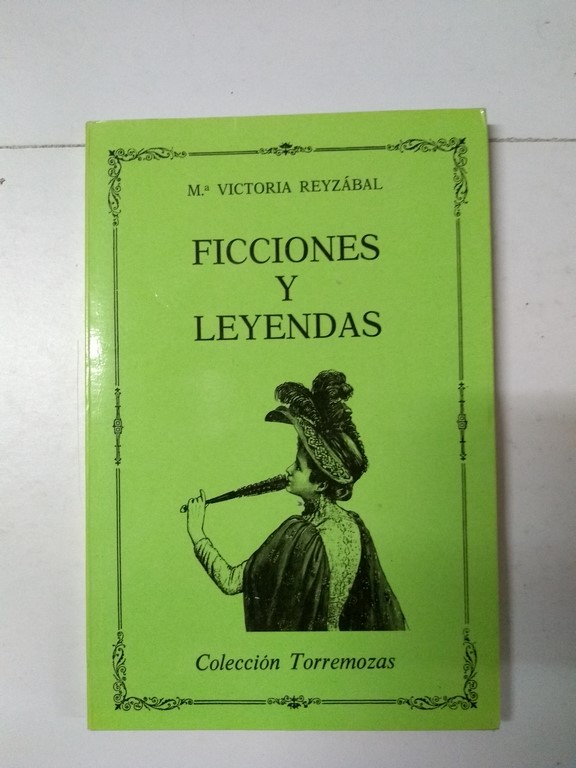 M.ª VICTORIA REYZÁBAL
FICCIONES
Y
LEYENDAS
Colección Torremozas